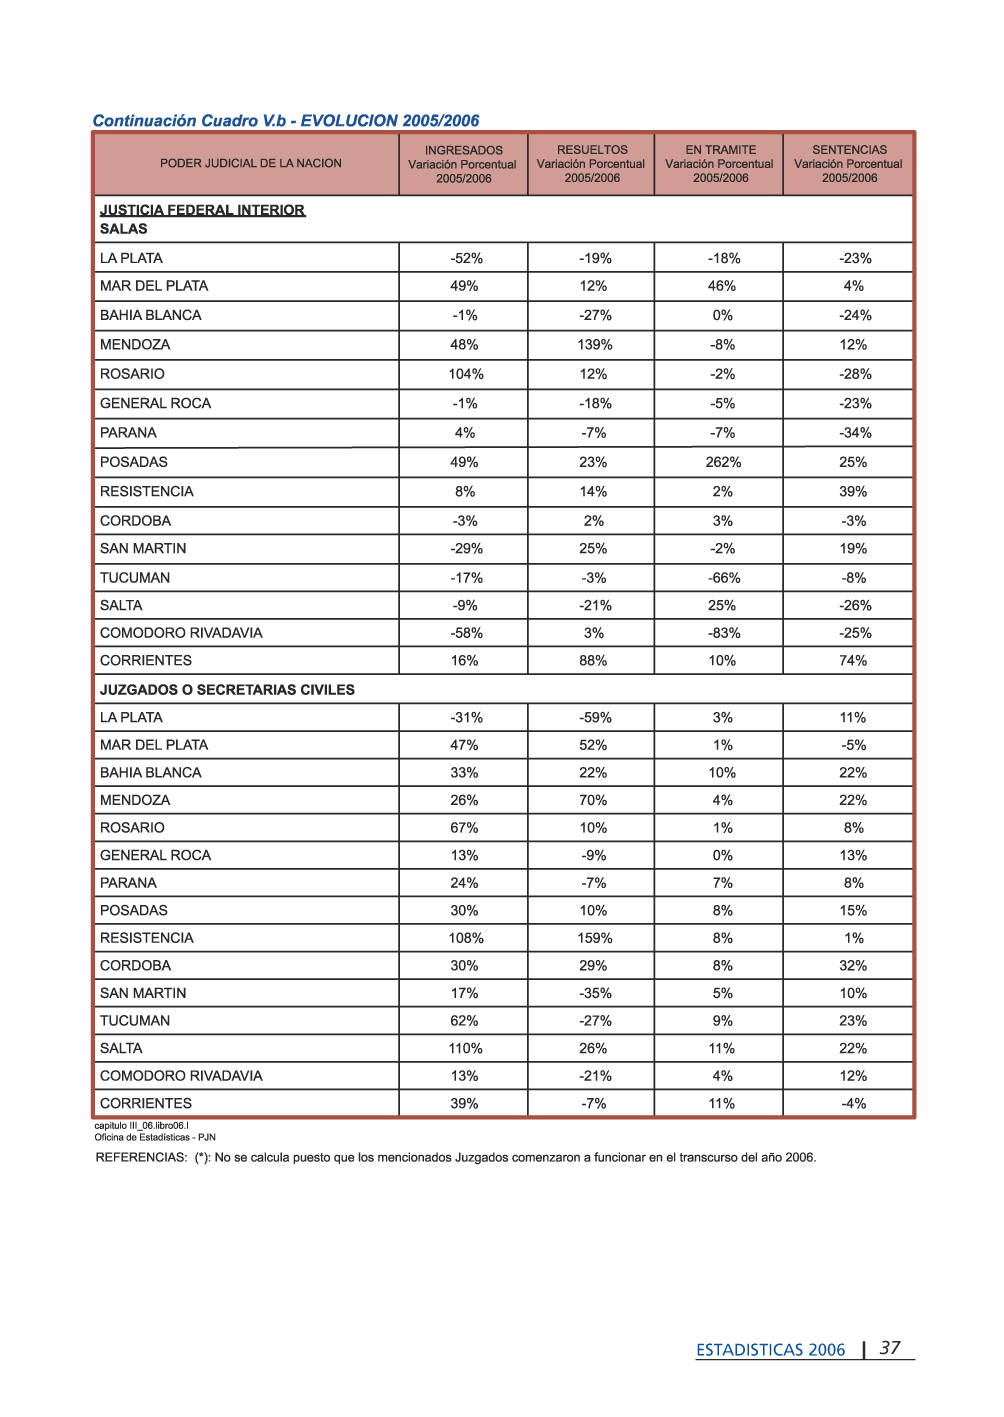 Continuación Cuadro V.b - EVOLUCION 2005/2006
PODER JUDICIAL DE LA NACION
INGRESADOS
Variación Porcentual
2005/2006
RESUELTOS
Variación Porcentual
2005/2006
EN TRAMITE
Variación Porcentual
2005/2006
SENTENCIAS
Variación Porcentual
2005/2006
JUSTICIA FEDERAL INTERIOR
SALAS
LA PLATA -52% -19% -18% -23%
MAR DEL PLATA 49% 12% 46% 4%
BAHIA BLANCA -1% -27% 0% -24%
MENDOZA 48% 139% -8% 12%
ROSARIO 104% 12% -2% -28%
GENERAL ROCA -1% -18% -5% -23%
PARANA 4% -7% -7% -34%
POSADAS 49% 23% 262% 25%
RESISTENCIA 8% 14% 2% 39%
CORDOBA -3% 2% 3% -3%
SAN MARTIN -29% 25% -2% 19%
TUCUMAN -17% -3% -66% -8%
SALTA -9% -21% 25% -26%
COMODORO RIVADAVIA -58% 3% -83% -25%
CORRIENTES 16% 88% 10% 74%
JUZGADOS O SECRETARIAS CIVILES
LA PLATA -31% -59% 3% 11%
MAR DEL PLATA 47% 52% 1% -5%
BAHIA BLANCA 33% 22% 10% 22%
MENDOZA 26% 70% 4% 22%
ROSARIO 67% 10% 1% 8%
GENERAL ROCA 13% -9% 0% 13%
PARANA 24% -7% 7% 8%
POSADAS 30% 10% 8% 15%
RESISTENCIA 108% 159% 8% 1%
CORDOBA 30% 29% 8% 32%
SAN MARTIN 17% -35% 5% 10%
TUCUMAN 62% -27% 9% 23%
SALTA 110% 26% 11% 22%
COMODORO RIVADAVIA 13% -21% 4% 12%
CORRIENTES 39% -7% 11% -4%
capitulo III_06.libro06.l
Oficina de Estadísticas - PJN
REFERENCIAS: (*): No se calcula puesto que los mencionados Juzgados comenzaron a funcionar en el transcurso del año 2006.
ESTADISTICAS 2006 | 37